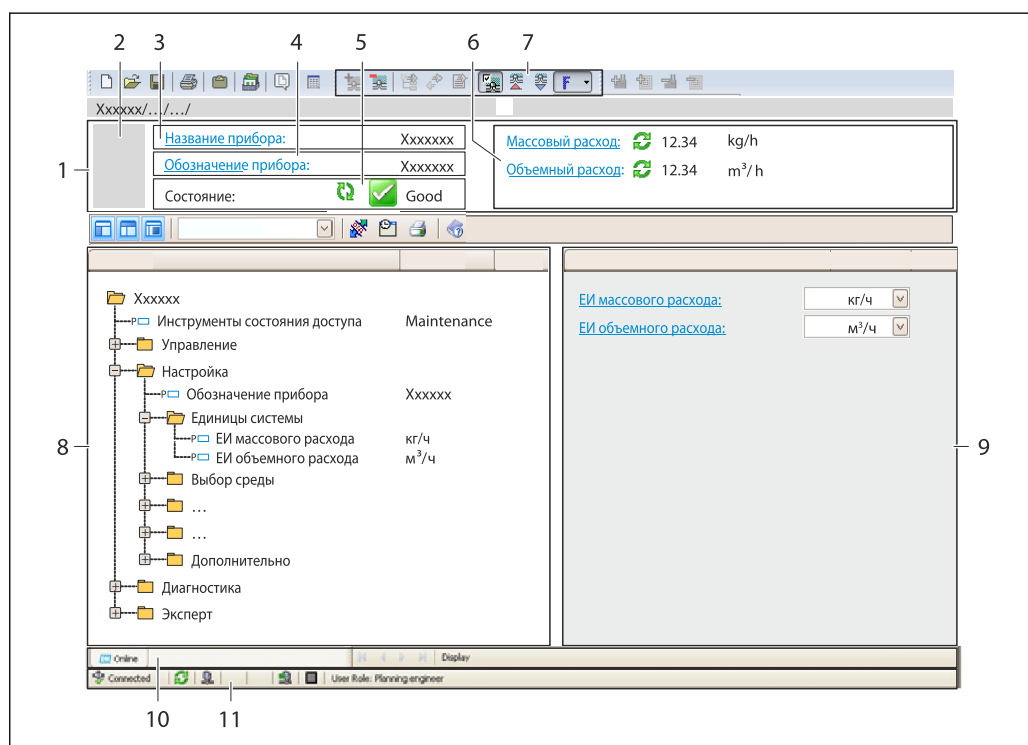 2 3 4 5 6 7
F
Xxxxxx/.../.../
1
Название прибора: Xxxxxxx
Обозначение прибора: Xxxxxxx
Состояние: Good
Массовый расход: 12.34 kg/h
Объемный расход: 12.34 m³/h
Xxxxxx
P Инструменты состояния доступа Maintenance
Управление
Настройка
P Обозначение прибора Xxxxxx
Единицы системы
P ЕИ массового расхода кг/ч
P ЕИ объемного расхода м³/ч
Выбор среды
...
...
Дополнительно
Диагностика
Эксперт
8
ЕИ массового расхода: кг/ч
ЕИ объемного расхода: м³/ч
9
Online Display
Connected User Role: Planning engineer
10 11